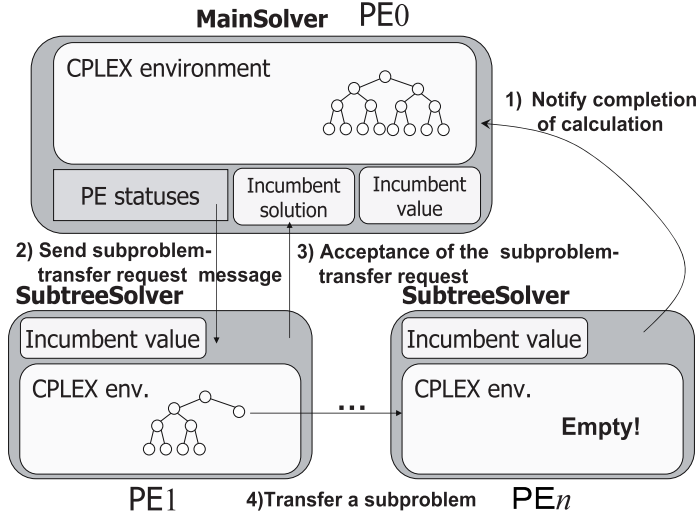 MainSolver PE0
CPLEX environment
1) Notify completion
of calculation
PE statuses
Incumbent
solution
Incumbent
value
2) Send subproblem-
transfer request message
3) Acceptance of the subproblem-
transfer request
SubtreeSolver
SubtreeSolver
Incumbent value
Incumbent value
CPLEX env.
CPLEX env.
...
Empty!
PE1
4)Transfer a subproblem
PEn